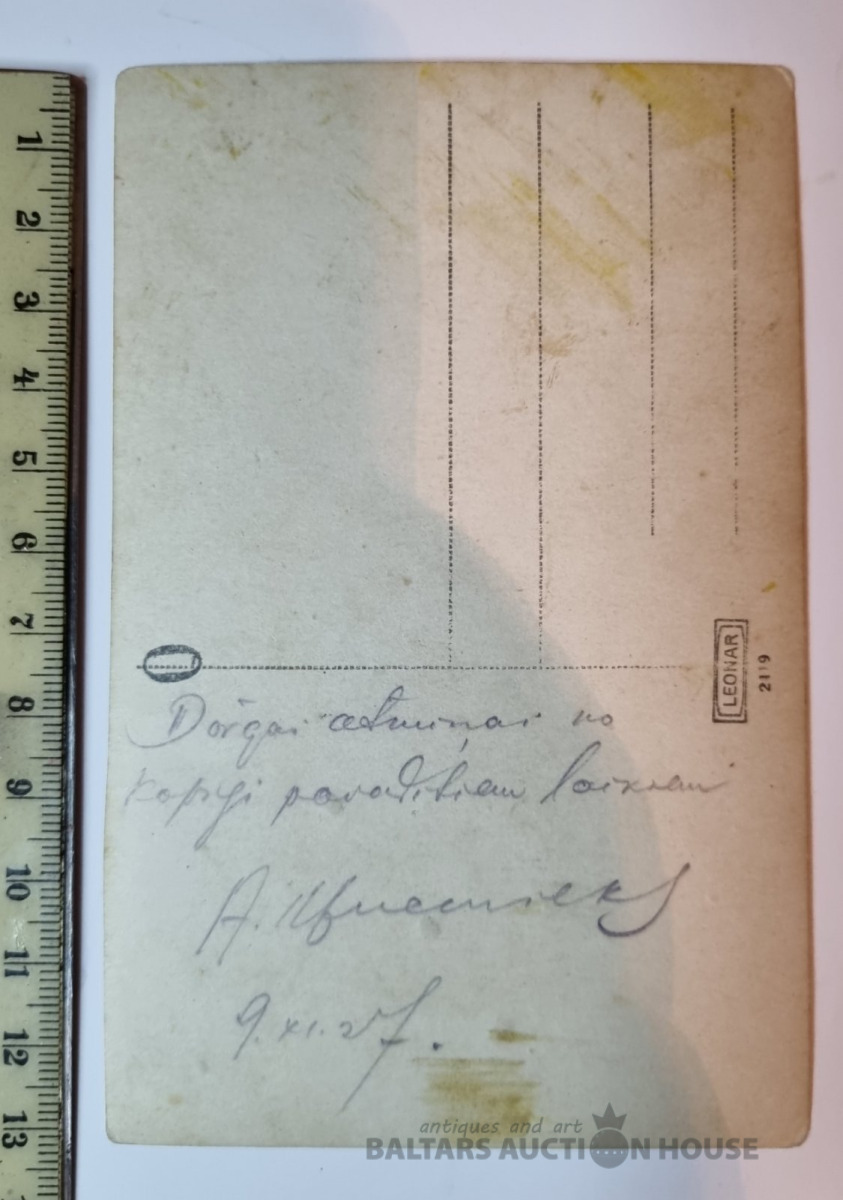 Dārgai atmiņai no
kopīgi pavadītiem laikiem
A.
9.XI.27.
LEONAR
2119
1
2
3
4
5
6
7
8
9
10
11
12
13
antiques and art
BALTARS AUCTION HOUSE